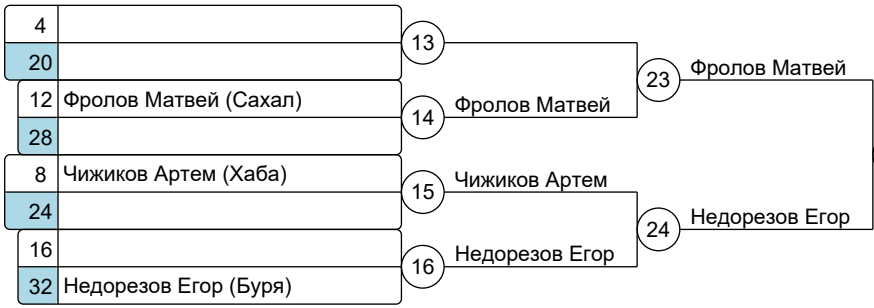 4
13
20
23 Фролов Матвей
12 Фролов Матвей (Сахал)
14 Фролов Матвей
28
8 Чижиков Артем (Хаба)
15 Чижиков Артем
24
24 Недорезов Егор
16
16 Недорезов Егор
32 Недорезов Егор (Буря)